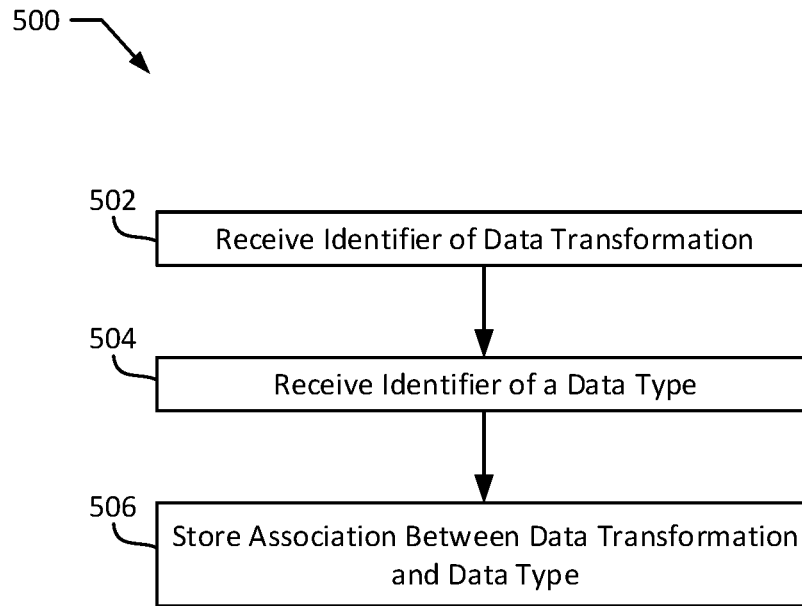 500
502
Receive Identifier of Data Transformation
504
Receive Identifier of a Data Type
506
Store Association Between Data Transformation
and Data Type